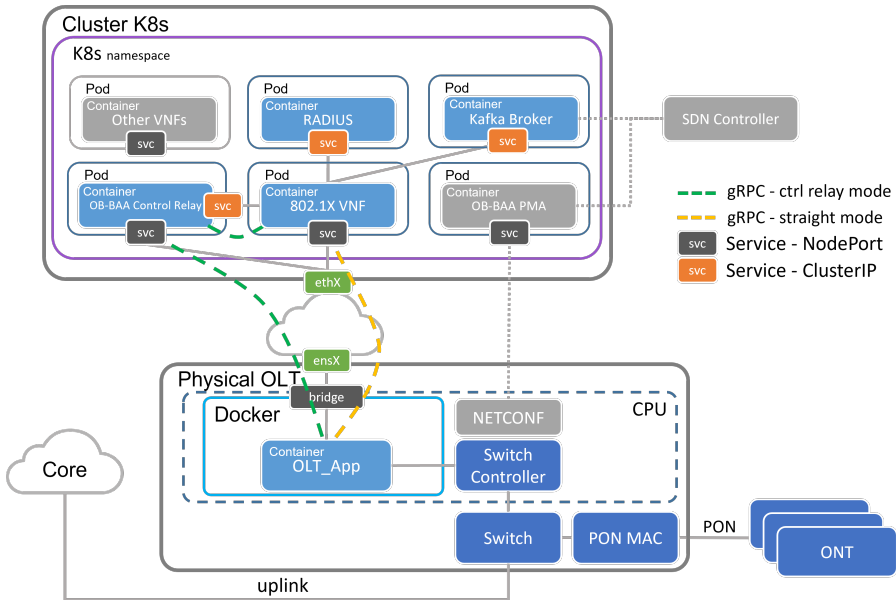 Cluster K8s
K8s namespace
Pod
Container
Other VNFs
svc
Pod
Container
RADIUS
svc
Pod
Container
Kafka Broker
svc
SDN Controller
Pod
Container
OB-BAA Control Relay
svc
svc
Pod
Container
802.1X VNF
svc
Pod
Container
OB-BAA PMA
svc
gRPC - ctrl relay mode
gRPC - straight mode
svc Service - NodePort
svc Service - ClusterIP
ethX
ensX
Physical OLT
bridge
Docker
CPU
NETCONF
Container
OLT_App
Switch
Controller
Core
Switch
PON MAC
PON
ONT
uplink